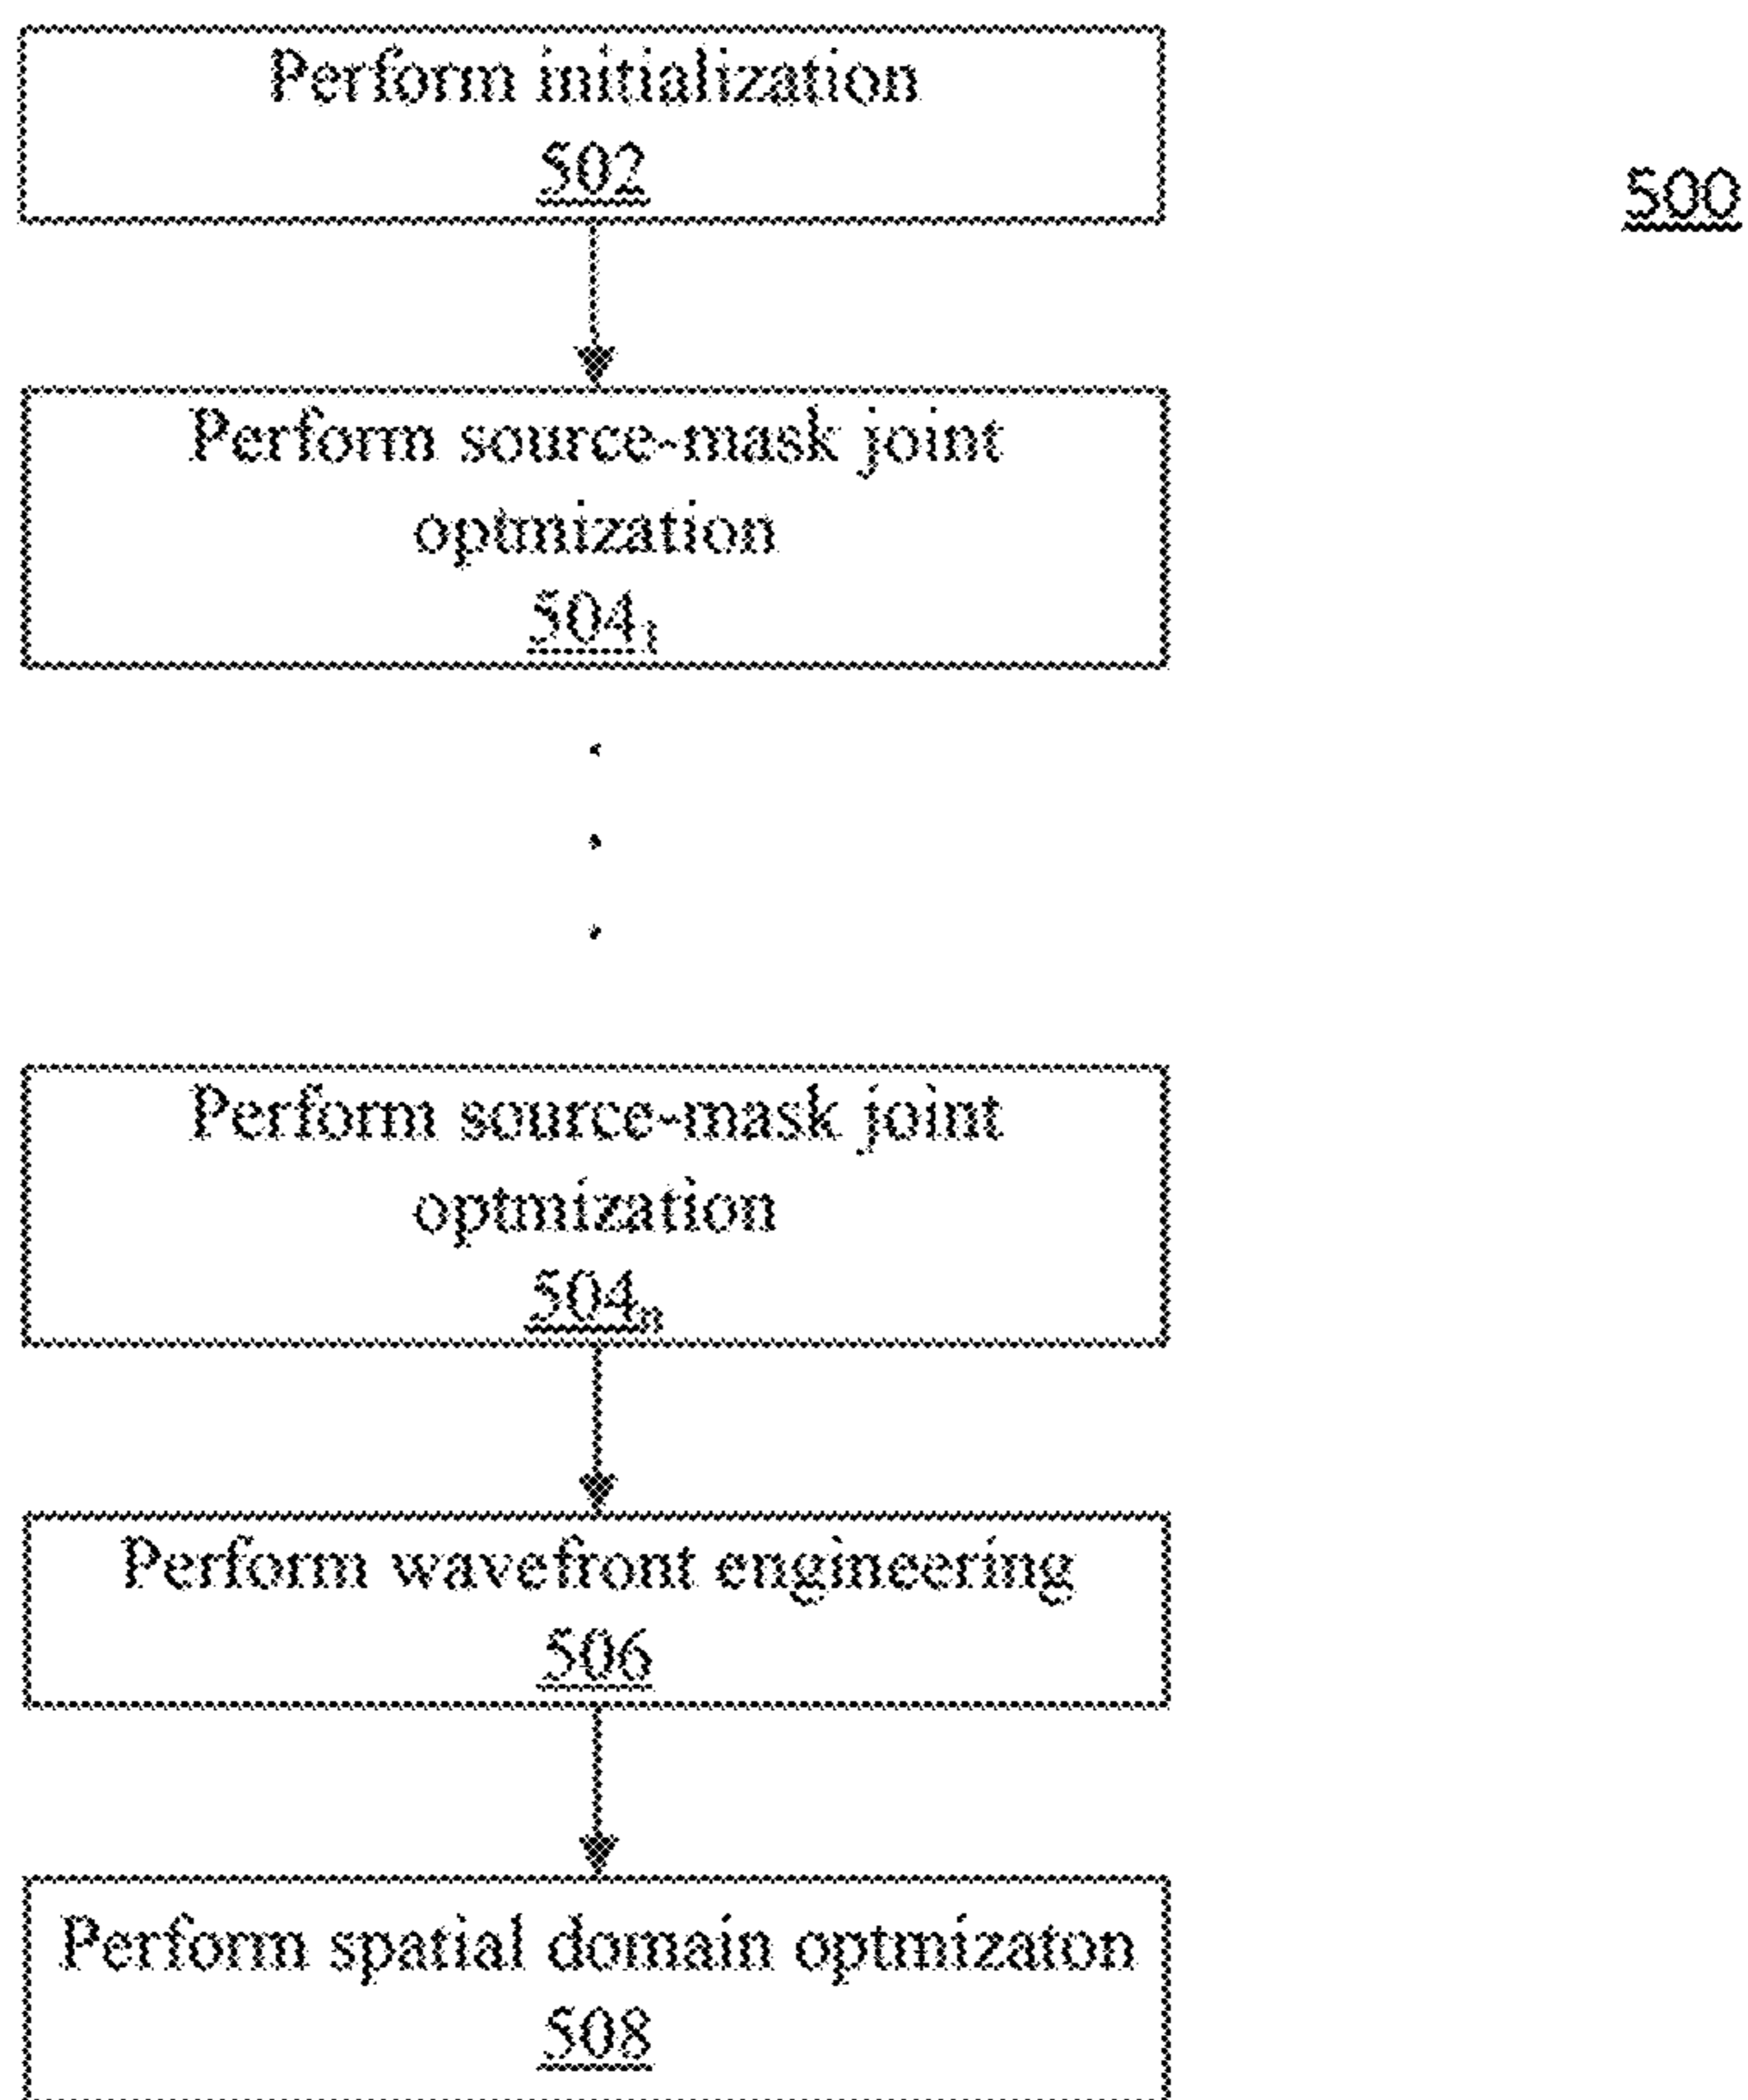 Perform initialization
502
500
Perform source-mask joint
optmization
504₁
.
.
.
Perform source-mask joint
optmization
504ₙ
Perform wavefront engineering
506
Perform spatial domain optmizaton
508